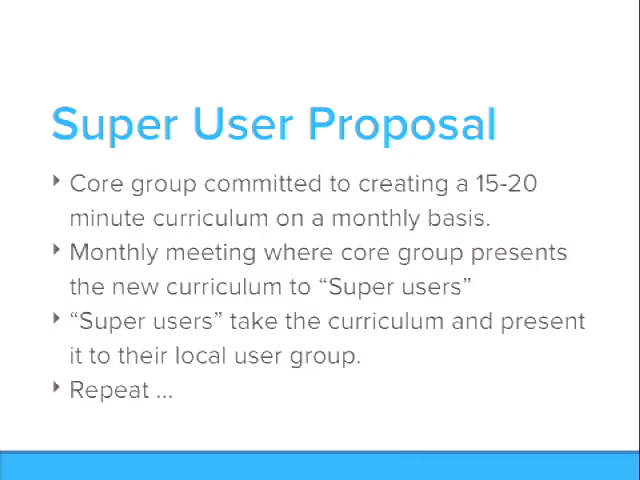 Super User Proposal
‣ Core group committed to creating a 15-20
minute curriculum on a monthly basis.
‣ Monthly meeting where core group presents
the new curriculum to “Super users”
‣ “Super users” take the curriculum and present
it to their local user group.
‣ Repeat ...